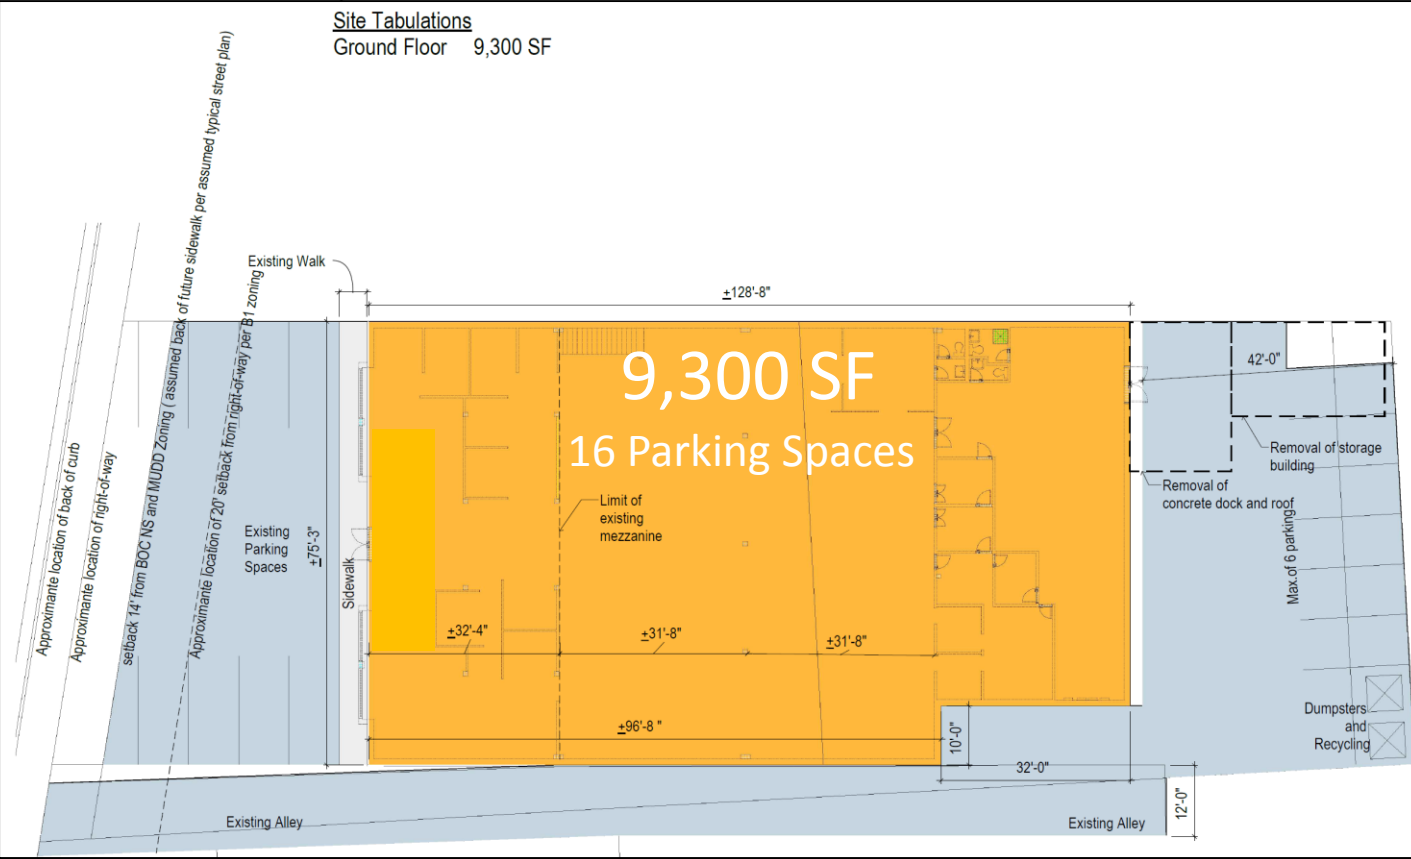 Site Tabulations
Ground Floor 9,300 SF
setback 14' from BOC NS and MUDD Zoning ( assumed back of future sidewalk per assumed typical street plan)
Approximante location of 20' setback from right-of-way per B1 zoning
Approximante location of back of curb
Approximante location of right-of-way
Existing Walk
±128'-8"
9,300 SF
16 Parking Spaces
42'-0"
Removal of storage
building
Removal of
concrete dock and roof
Limit of
existing
mezzanine
Existing
Parking
Spaces
±75'-3"
Sidewalk
Max.of 6 parking
±32'-4"
±31'-8"
±31'-8"
±96'-8 "
10'-0"
32'-0"
12'-0"
Dumpsters
and
Recycling
Existing Alley
Existing Alley